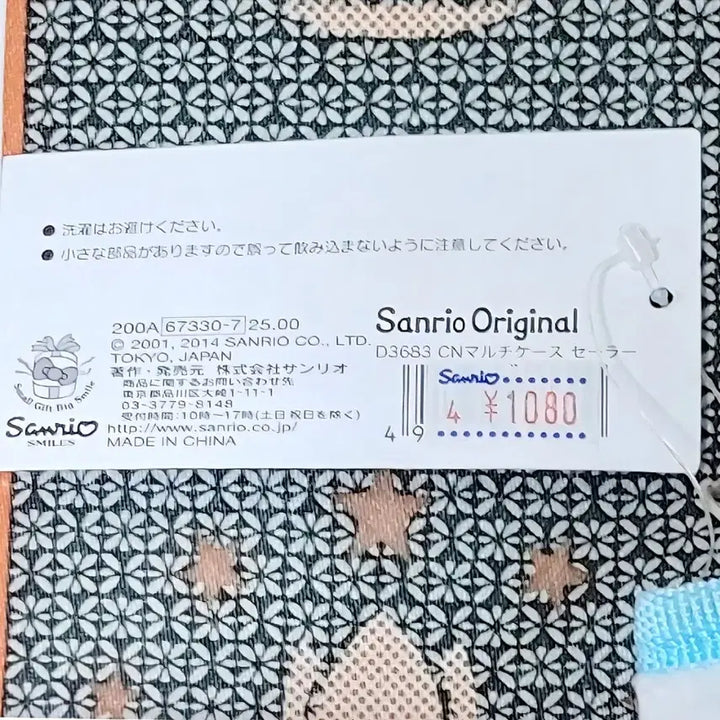 ● 洗濯はお避けください。
● 小さな部品がありますので誤って飲み込まないように注意してください。
200A 67330-7 25.00
© 2001, 2014 SANRIO CO., LTD.
TOKYO, JAPAN
著作・発売元 株式会社サンリオ
商品に関するお問い合わせ先
東京都品川区大崎1-11-1
03-3779-8148
受付時間:10時〜17時(土日祝日を除く)
http://www.sanrio.co.jp/
MADE IN CHINA
Small Gift Big Smile
Sanrio
SMILES
Sanrio Original
D3683 CNマルチケース セーラー
Sanrio
4 ¥1080
49